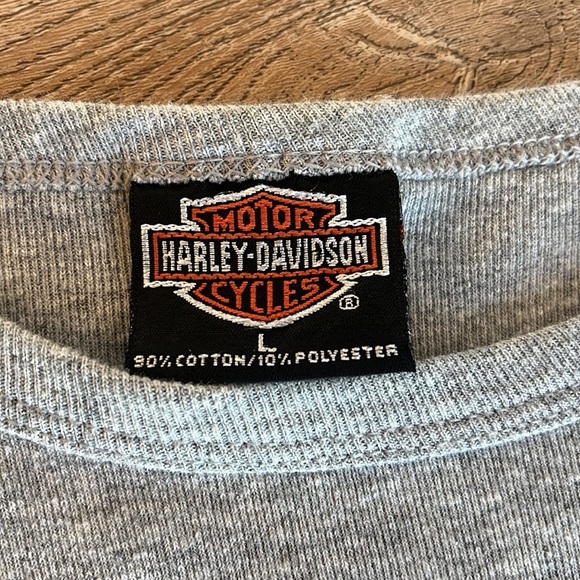 MOTOR
HARLEY-DAVIDSON
CYCLES
®
L
90% COTTON/10% POLYESTER